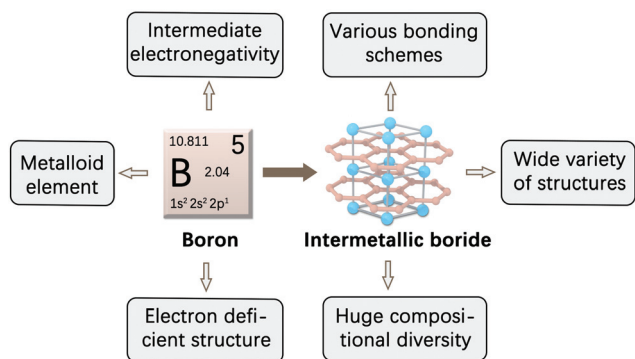 Intermediate
electronegativity
Various bonding
schemes
Metalloid
element
10.811 5
B 2.04
1s² 2s² 2p¹
Wide variety
of structures
Boron
Intermetallic boride
Electron defi-
cient structure
Huge composi-
tional diversity